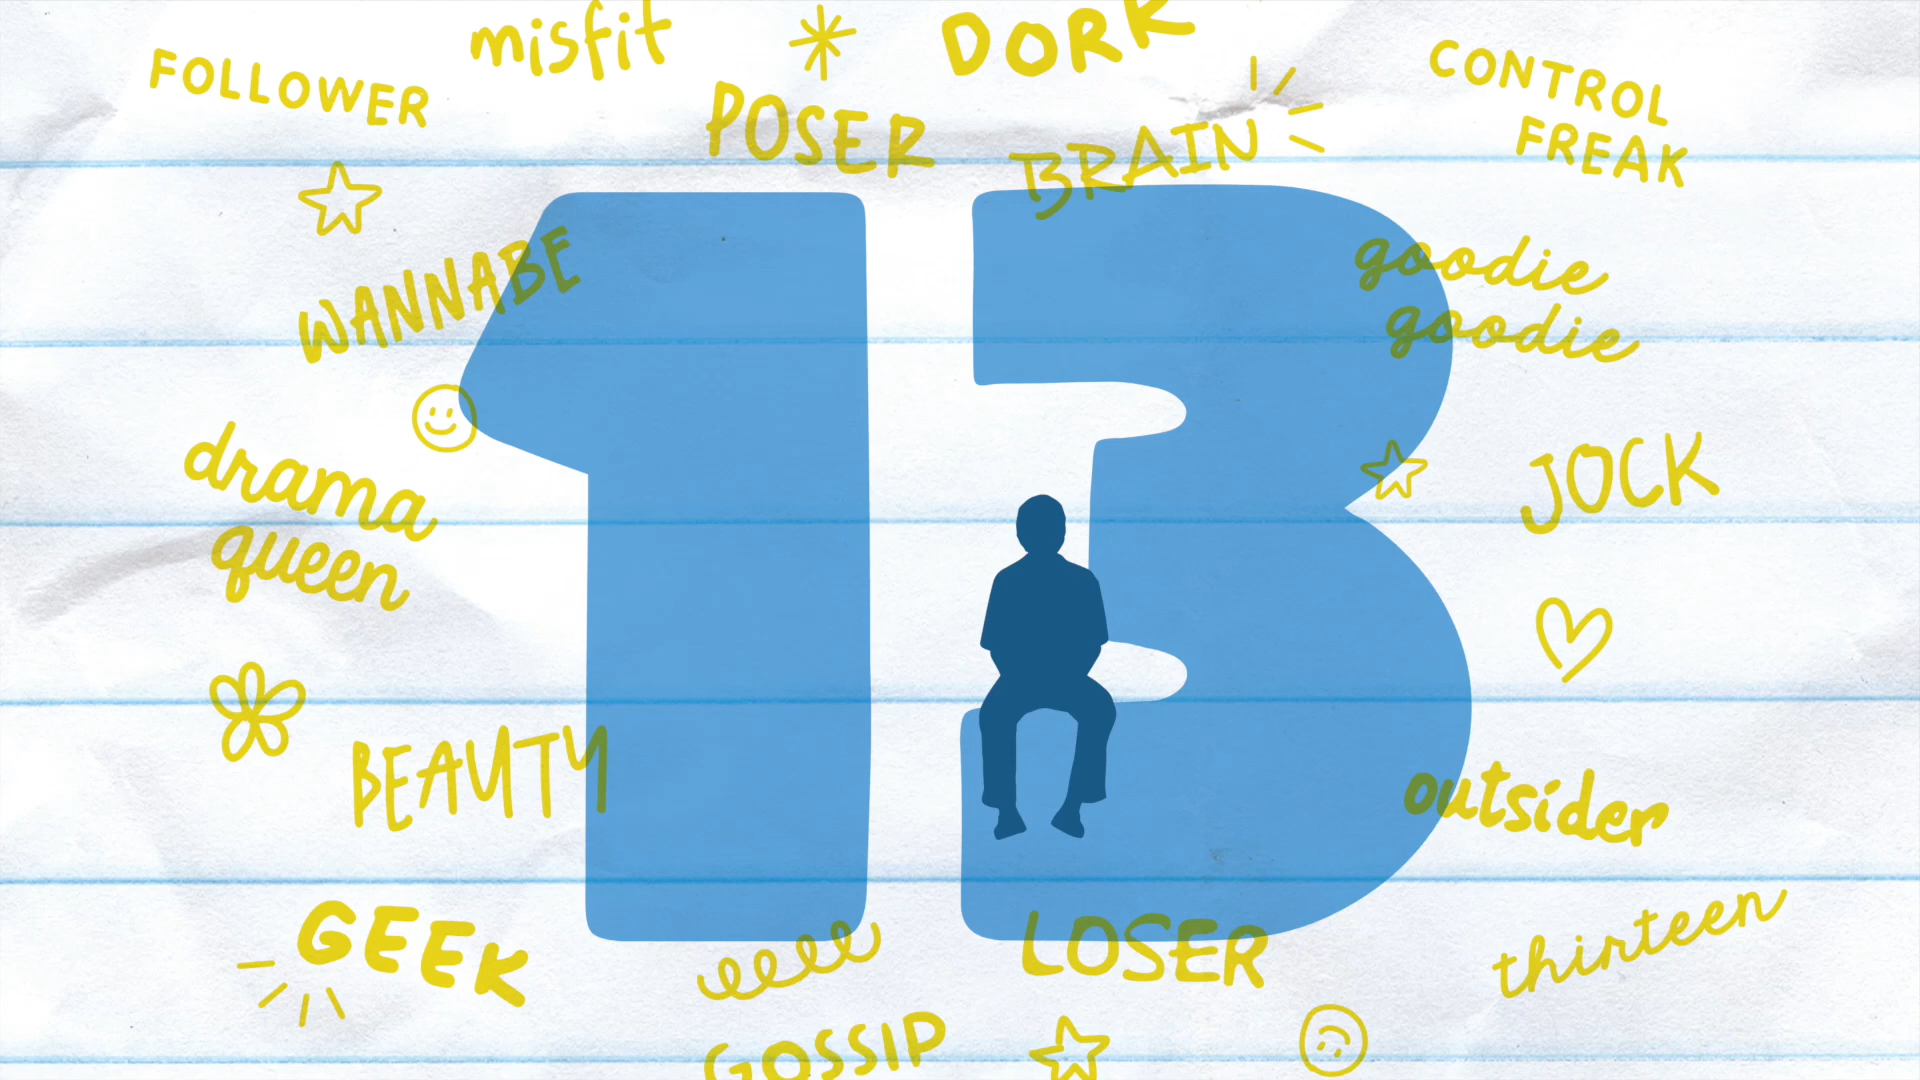 misfit
DORK
FOLLOWER
POSER
BRAIN
CONTROL
FREAK
WANNABE
goodie
goodie
13
drama
queen
JOCK
BEAUTY
outsider
GEEK
LOSER
thirteen
GOSSIP